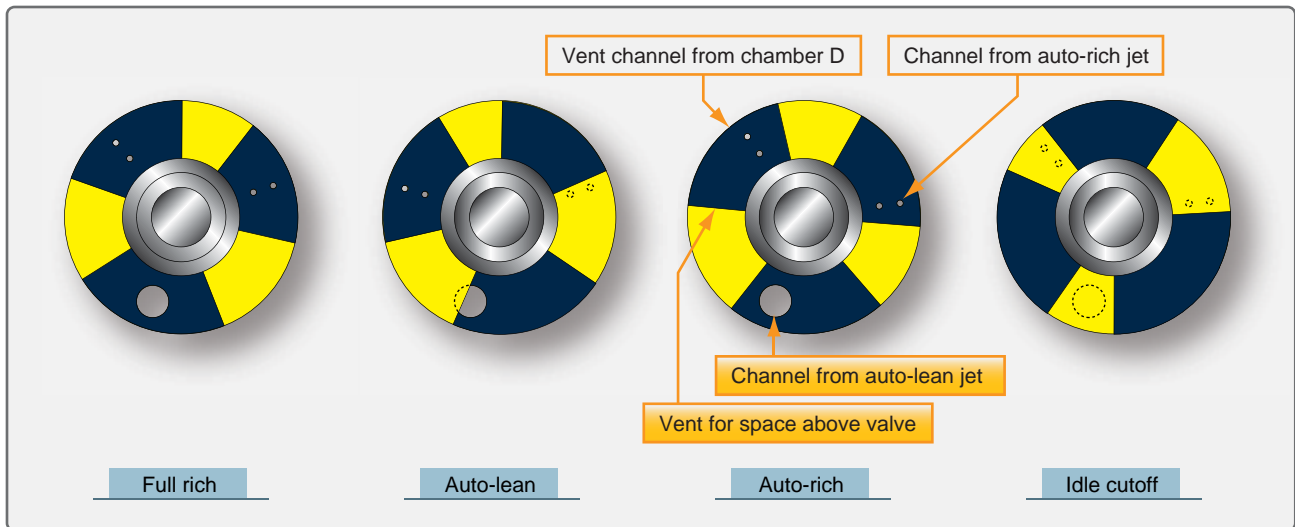 Vent channel from chamber D
Channel from auto-rich jet
Channel from auto-lean jet
Vent for space above valve
Full rich
Auto-lean
Auto-rich
Idle cutoff